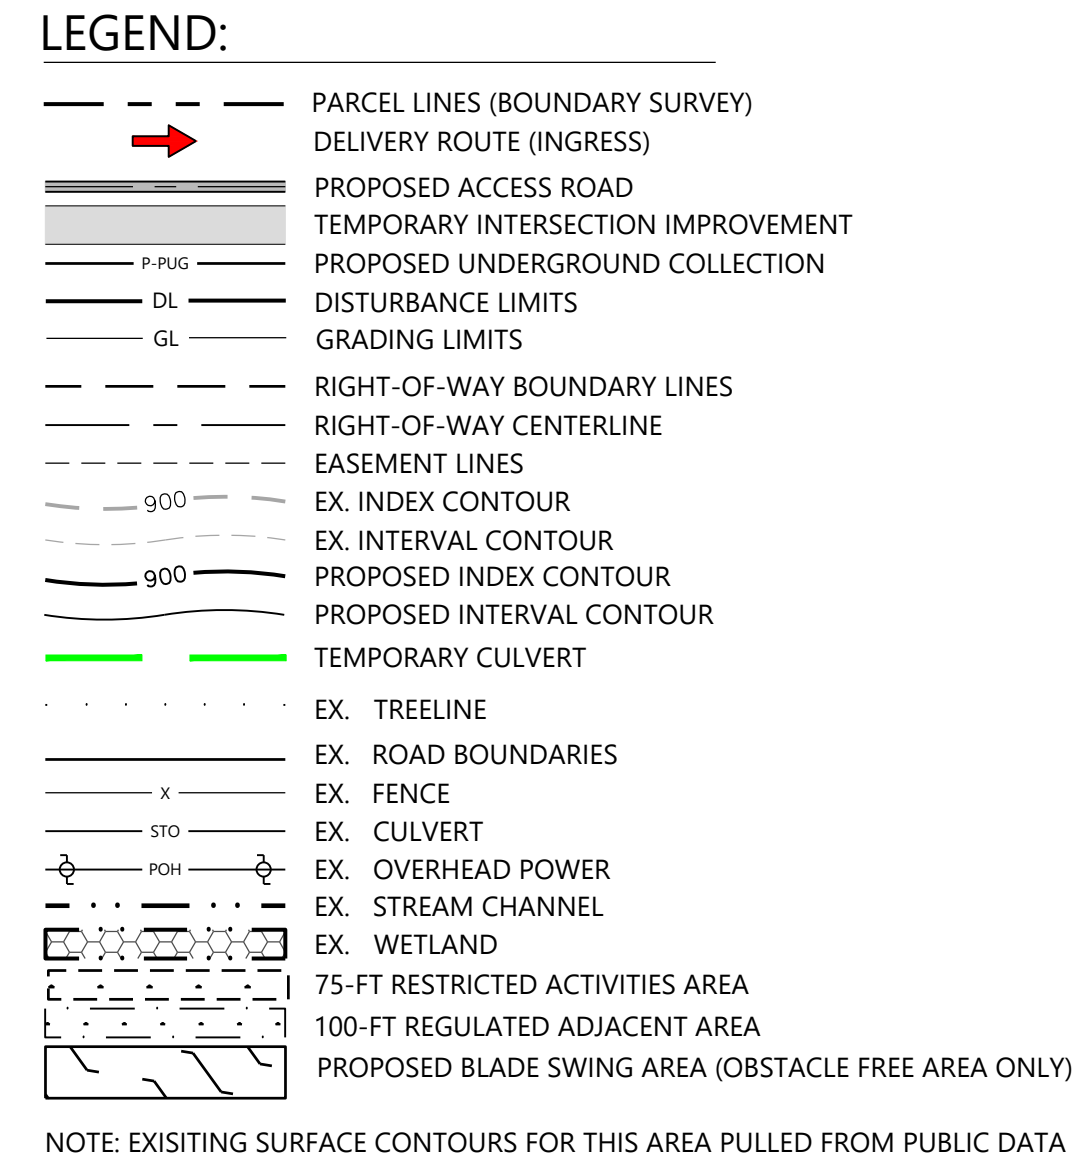 LEGEND:
PARCEL LINES (BOUNDARY SURVEY)
DELIVERY ROUTE (INGRESS)
PROPOSED ACCESS ROAD
TEMPORARY INTERSECTION IMPROVEMENT
P-PUG PROPOSED UNDERGROUND COLLECTION
DL DISTURBANCE LIMITS
GL GRADING LIMITS
RIGHT-OF-WAY BOUNDARY LINES
RIGHT-OF-WAY CENTERLINE
EASEMENT LINES
900 EX. INDEX CONTOUR
EX. INTERVAL CONTOUR
900 PROPOSED INDEX CONTOUR
PROPOSED INTERVAL CONTOUR
TEMPORARY CULVERT
EX. TREELINE
EX. ROAD BOUNDARIES
X EX. FENCE
STO EX. CULVERT
POH EX. OVERHEAD POWER
EX. STREAM CHANNEL
EX. WETLAND
75-FT RESTRICTED ACTIVITIES AREA
100-FT REGULATED ADJACENT AREA
PROPOSED BLADE SWING AREA (OBSTACLE FREE AREA ONLY)
NOTE: EXISITING SURFACE CONTOURS FOR THIS AREA PULLED FROM PUBLIC DATA